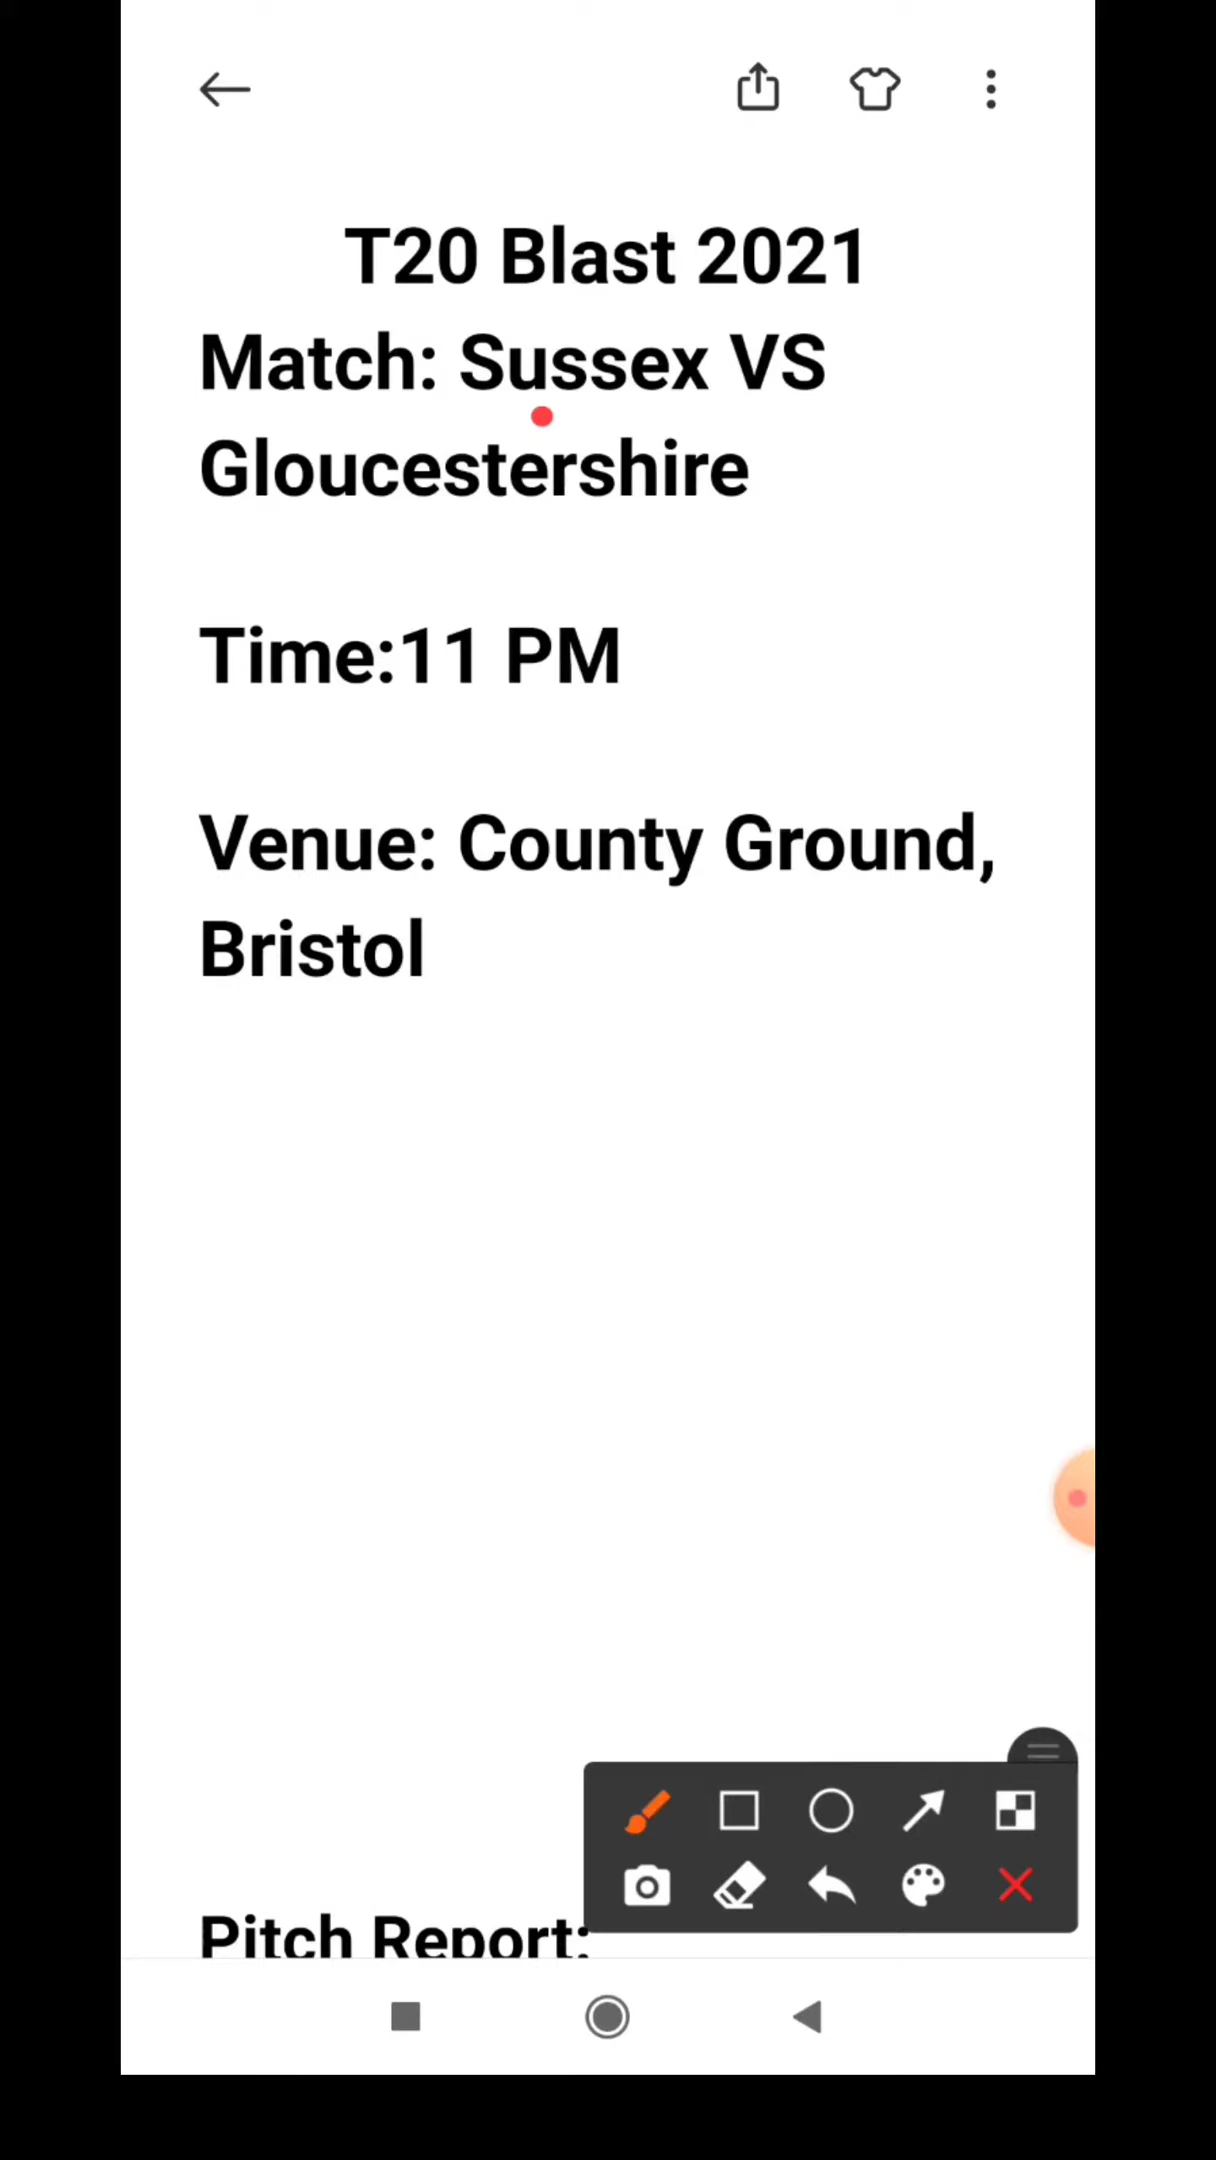 T20 Blast 2021
Match: Sussex VS
Gloucestershire
Time:11 PM
Venue: County Ground,
Bristol
Pitch Report: